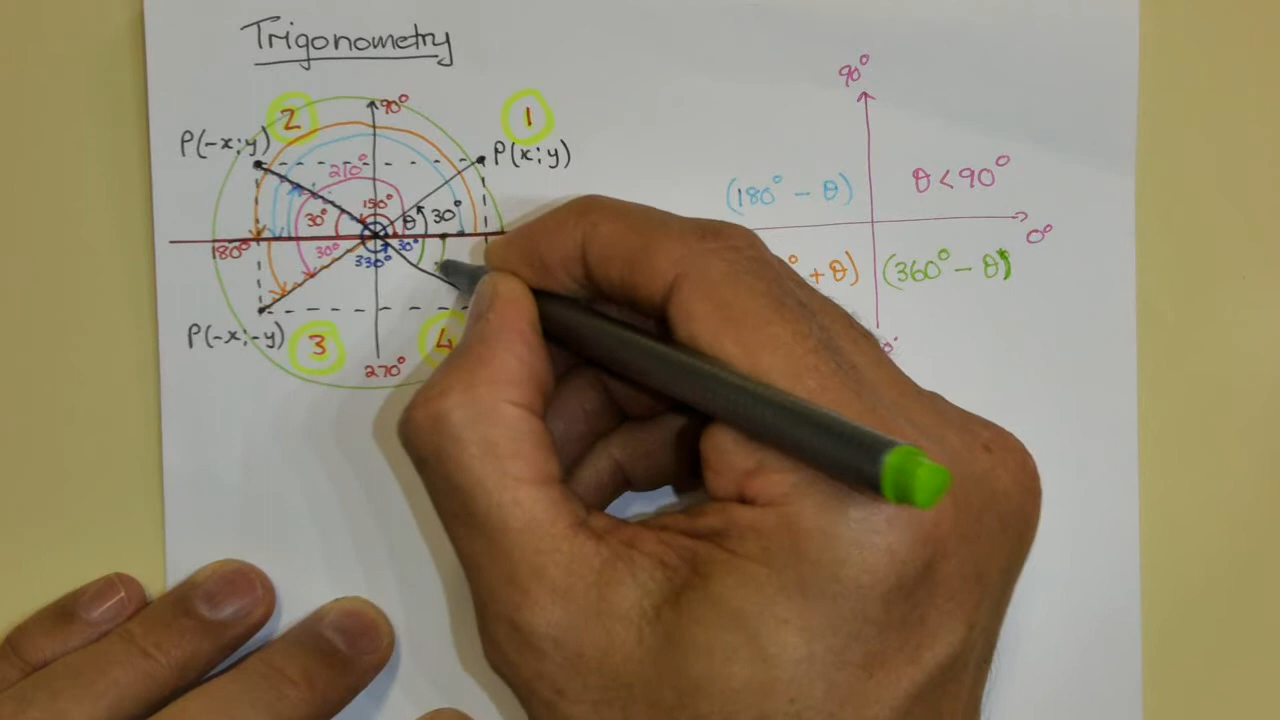 Trigonometry
90°
2
1
P(-x;y)
P(x;y)
210°
150°
30°
θ
30°
180°
30°
330°
30°
P(-x;-y)
3
4
270°
90°
(180° - θ)
θ < 90°
0°
° + θ)
(360° - θ)